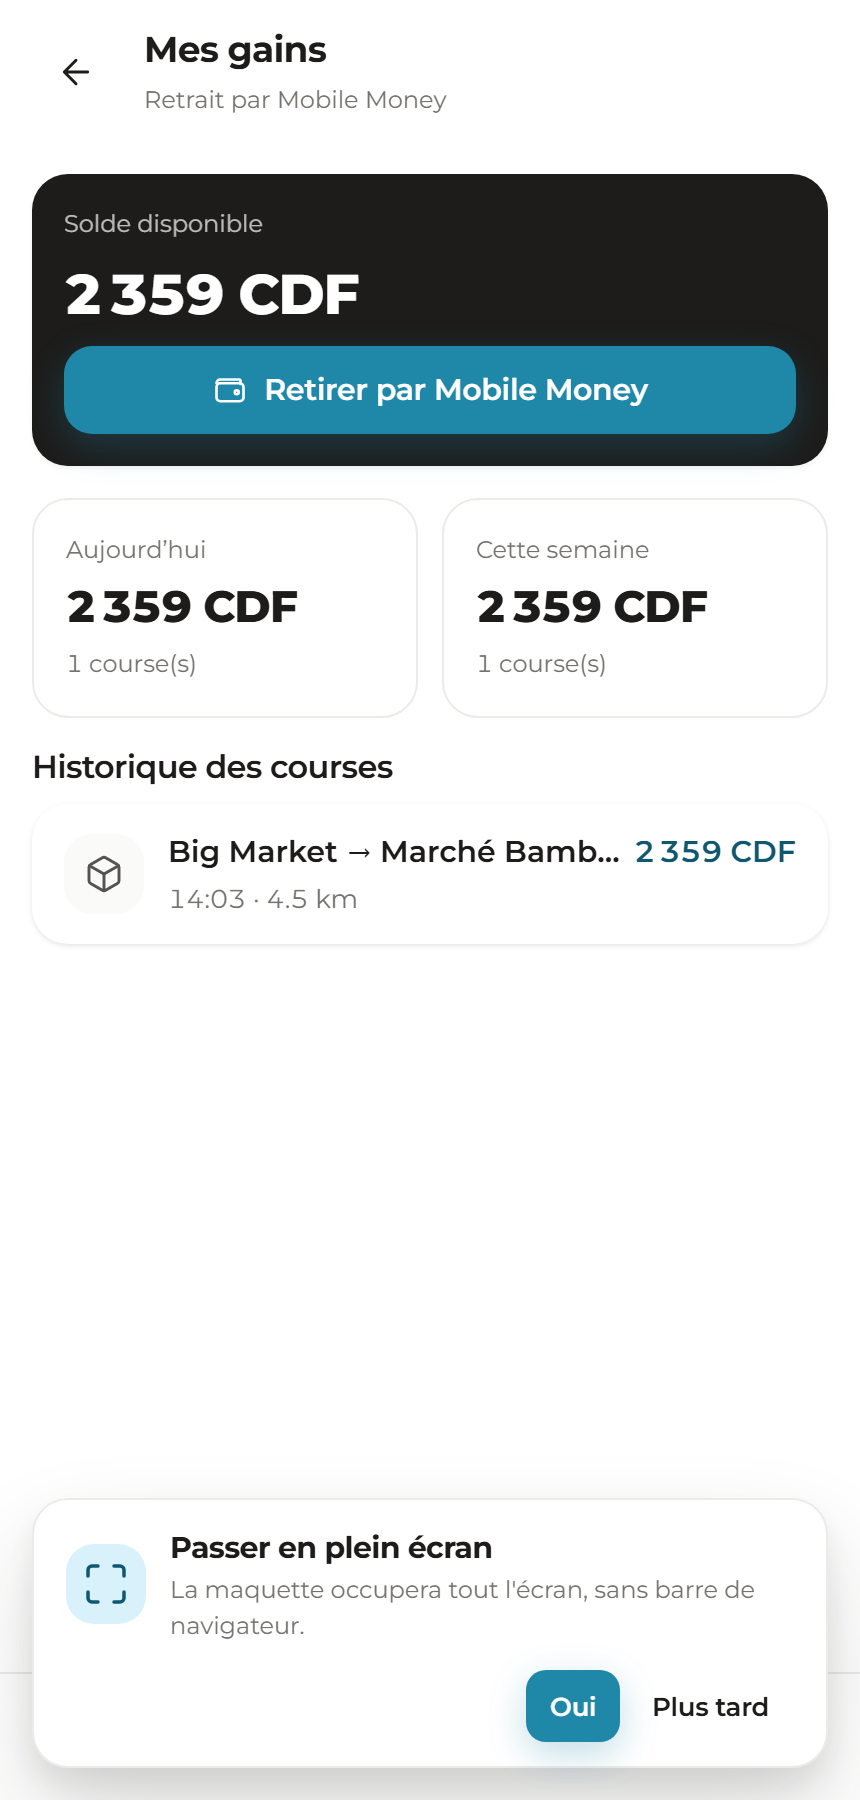 Mes gains
Retrait par Mobile Money
Solde disponible
2 359 CDF
Retirer par Mobile Money
Aujourd’hui
2 359 CDF
1 course(s)
Cette semaine
2 359 CDF
1 course(s)
Historique des courses
Big Market → Marché Bamb... 2 359 CDF
14:03 · 4.5 km
Passer en plein écran
La maquette occupera tout l'écran, sans barre de
navigateur.
Oui
Plus tard